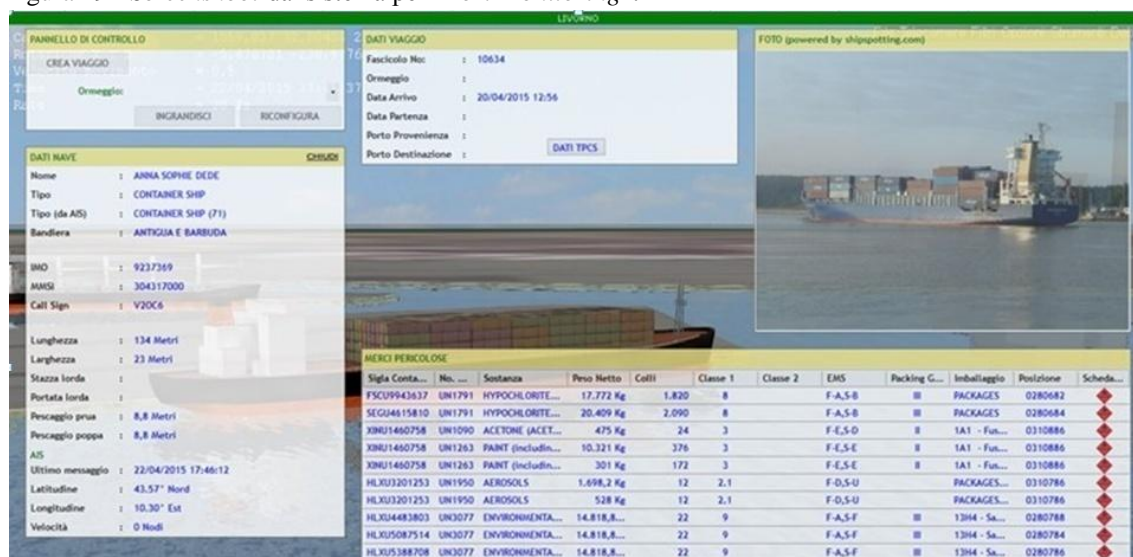 LIVORNO
PANNELLO DI CONTROLLO
CREA VIAGGIO
Ormeggio:
INGRANDISCI RICONFIGURA
DATI NAVE CHIUDI
Nome : ANNA SOPHIE DEDE
Tipo : CONTAINER SHIP
Tipo (da AIS) : CONTAINER SHIP (71)
Bandiera : ANTIGUA E BARBUDA
IMO : 9237369
MMSI : 304317000
Call Sign : V2OC6
Lunghezza : 134 Metri
Larghezza : 23 Metri
Stazza lorda :
Portata lorda :
Pescaggio prua : 8,8 Metri
Pescaggio poppa : 8,8 Metri
AIS
Ultimo messaggio : 22/04/2015 17:46:12
Latitudine : 43.57° Nord
Longitudine : 10.30° Est
Velocità : 0 Nodi
DATI VIAGGIO
Fascicolo No: : 10634
Ormeggio :
Data Arrivo : 20/04/2015 12:56
Data Partenza :
Porto Provenienza :
Porto Destinazione :
DATI TPCS
FOTO (powered by shipspotting.com)
MERCI PERICOLOSE
Sigla Conta... No. ... Sostanza Peso Netto Colli Classe 1 Classe 2 EMS Packing G... Imballaggio Posizione Scheda...
FSCU9943637 UN1791 HYPOCHLORITE... 17.772 Kg 1.820 8 F-A,S-B III PACKAGES 0280682
SEGU4615810 UN1791 HYPOCHLORITE... 20.409 Kg 2.090 8 F-A,S-B III PACKAGES 0280684
XINU1460758 UN1090 ACETONE (ACET... 475 Kg 24 3 F-E,S-D II 1A1 - Fus... 0310886
XINU1460758 UN1263 PAINT (includin... 10.321 Kg 376 3 F-E,S-E II 1A1 - Fus... 0310886
XINU1460758 UN1263 PAINT (includin... 301 Kg 172 3 F-E,S-E II 1A1 - Fus... 0310886
HLXU3201253 UN1950 AEROSOLS 1.698,2 Kg 12 2.1 F-D,S-U PACKAGES... 0310786
HLXU3201253 UN1950 AEROSOLS 528 Kg 12 2.1 F-D,S-U PACKAGES... 0310786
HLXU4483803 UN3077 ENVIRONMENTA... 14.818,8... 22 9 F-A,S-F III 13H4 - Sa... 0280788
HLXU5087514 UN3077 ENVIRONMENTA... 14.818,8... 22 9 F-A,S-F III 13H4 - Sa... 0280784
HLXU5388708 UN3077 ENVIRONMENTA... 14.818,8... 22 9 F-A,S-F III 13H4 - Sa... 0280786